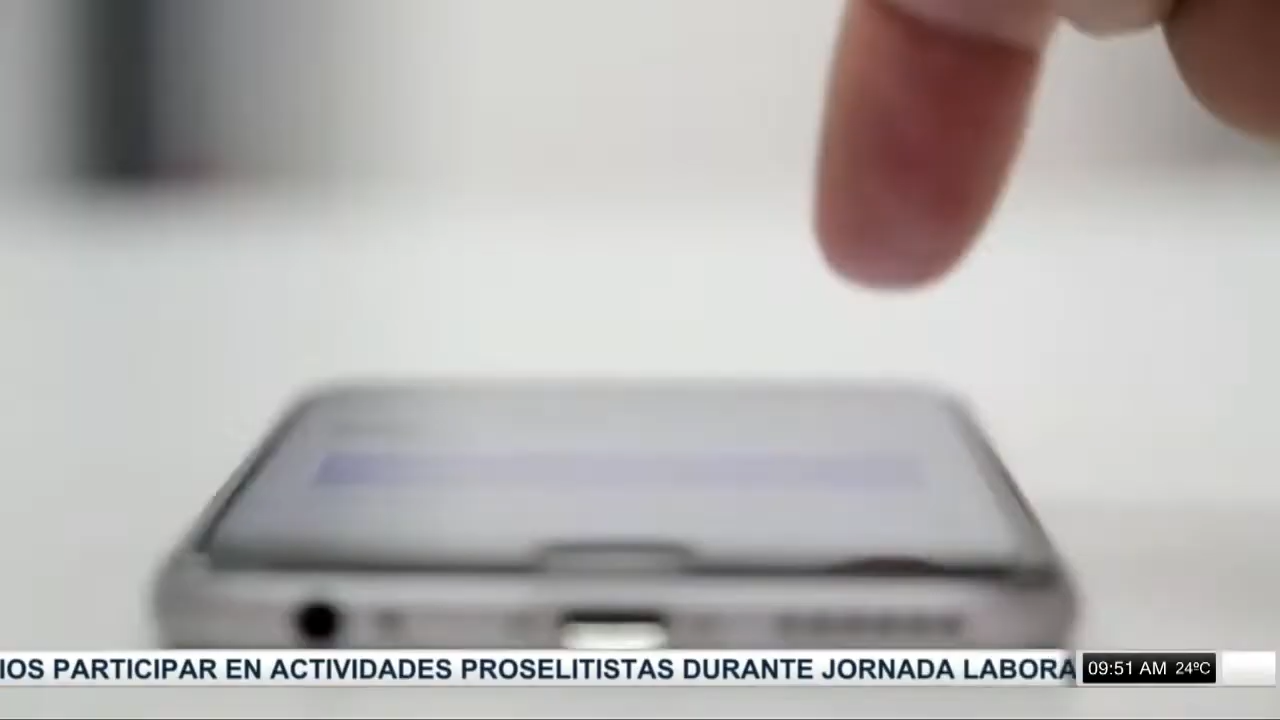 IOS PARTICIPAR EN ACTIVIDADES PROSELITISTAS DURANTE JORNADA LABORA
09:51 AM 24ºC